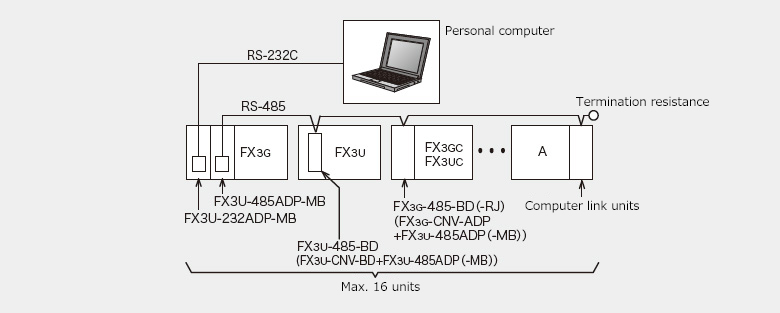 Personal computer
RS-232C
RS-485
Termination resistance
FX3G
FX3U
FX3GC
FX3UC
A
FX3U-485ADP-MB
FX3U-232ADP-MB
FX3G-485-BD(-RJ)
(FX3G-CNV-ADP
+FX3U-485ADP(-MB))
Computer link units
FX3U-485-BD
(FX3U-CNV-BD+FX3U-485ADP(-MB))
Max. 16 units